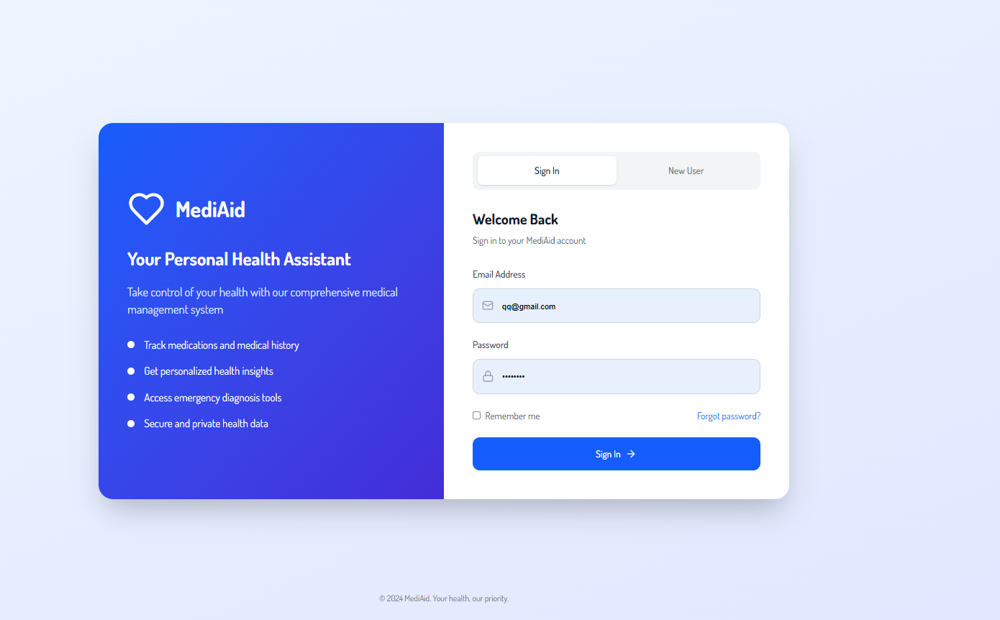 MediAid
Your Personal Health Assistant
Take control of your health with our comprehensive medical
management system
Track medications and medical history
Get personalized health insights
Access emergency diagnosis tools
Secure and private health data
Sign In
New User
Welcome Back
Sign in to your MediAid account
Email Address
qq@gmail.com
Password
••••••••
Remember me
Forgot password?
Sign In →
© 2024 MediAid. Your health, our priority.